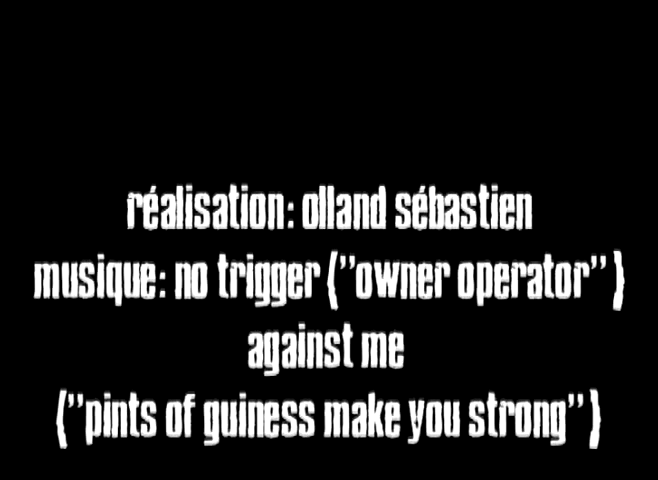 réalisation: olland sébastien
musique: no trigger ("owner operator")
against me
("pints of guiness make you strong")